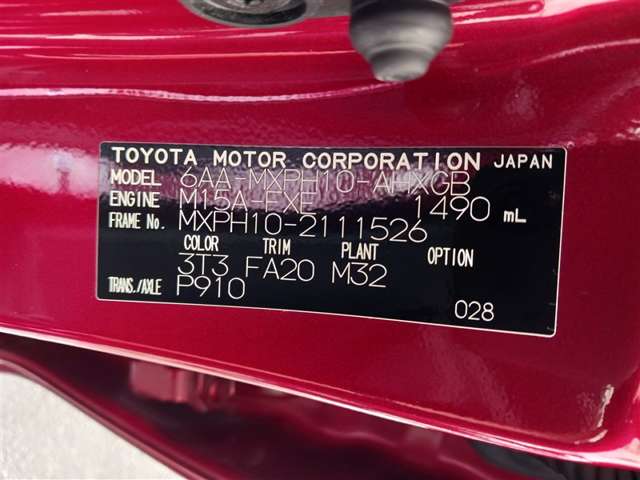 TOYOTA MOTOR CORPORATION JAPAN
MODEL 6AA-MXPH10-AHXGB
ENGINE M15A-FXE 1490 mL
FRAME No. MXPH10-2111526
COLOR TRIM PLANT OPTION
3T3 FA20 M32
TRANS./AXLE P910
028